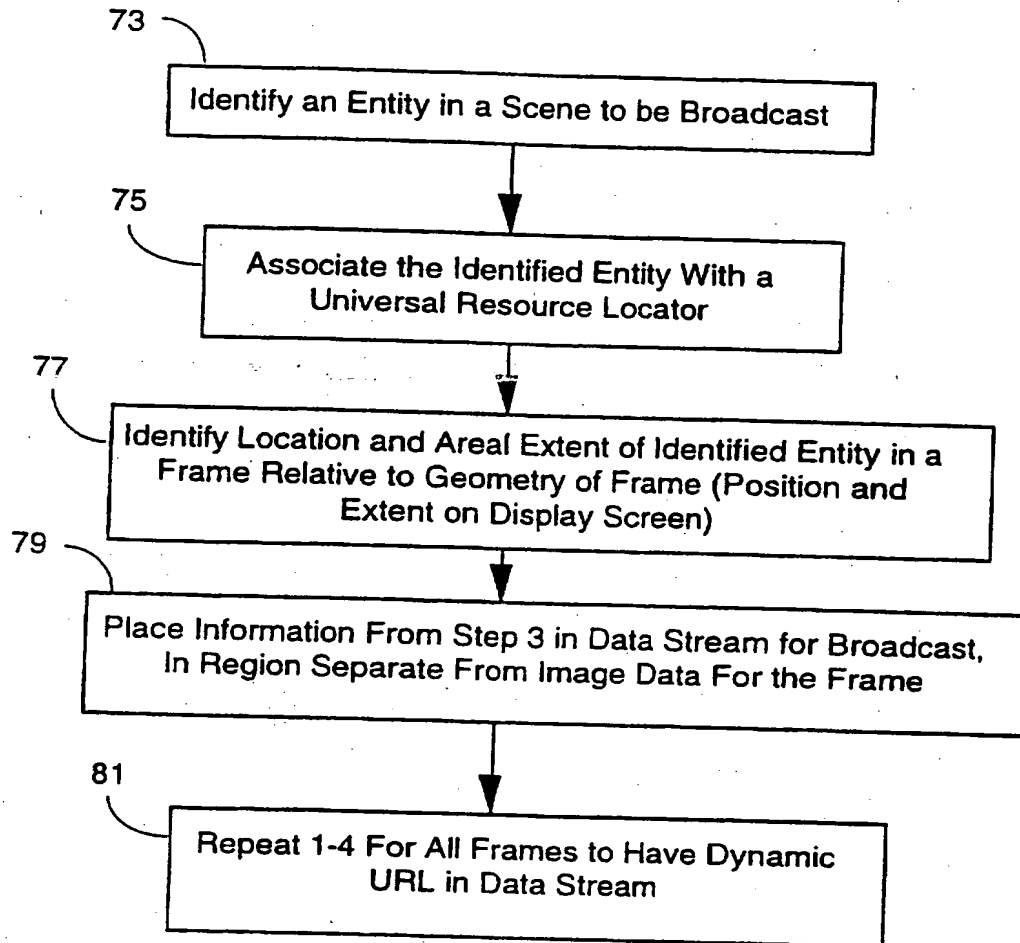 73
Identify an Entity in a Scene to be Broadcast
75
Associate the Identified Entity With a
Universal Resource Locator
77
Identify Location and Areal Extent of Identified Entity in a
Frame Relative to Geometry of Frame (Position and
Extent on Display Screen)
79
Place Information From Step 3 in Data Stream for Broadcast,
In Region Separate From Image Data For the Frame
81
Repeat 1-4 For All Frames to Have Dynamic
URL in Data Stream